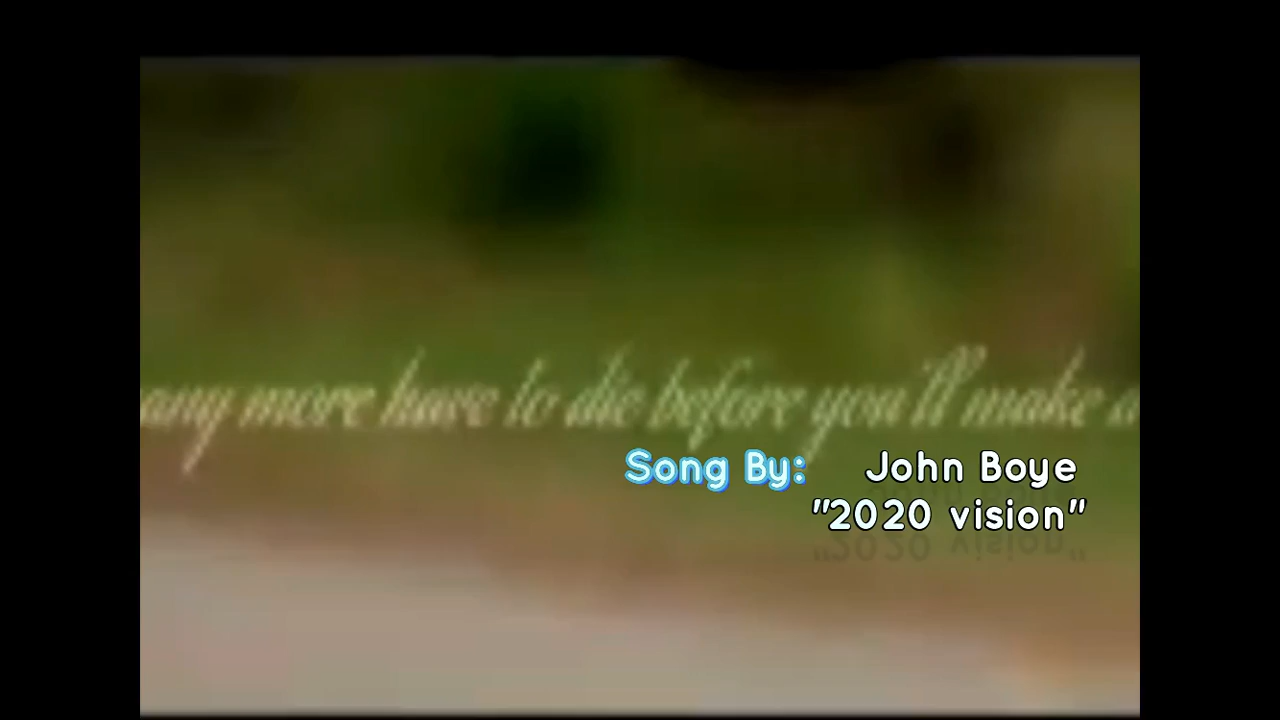 any more have to die before you'll make a
Song By: John Boye
"2020 vision"